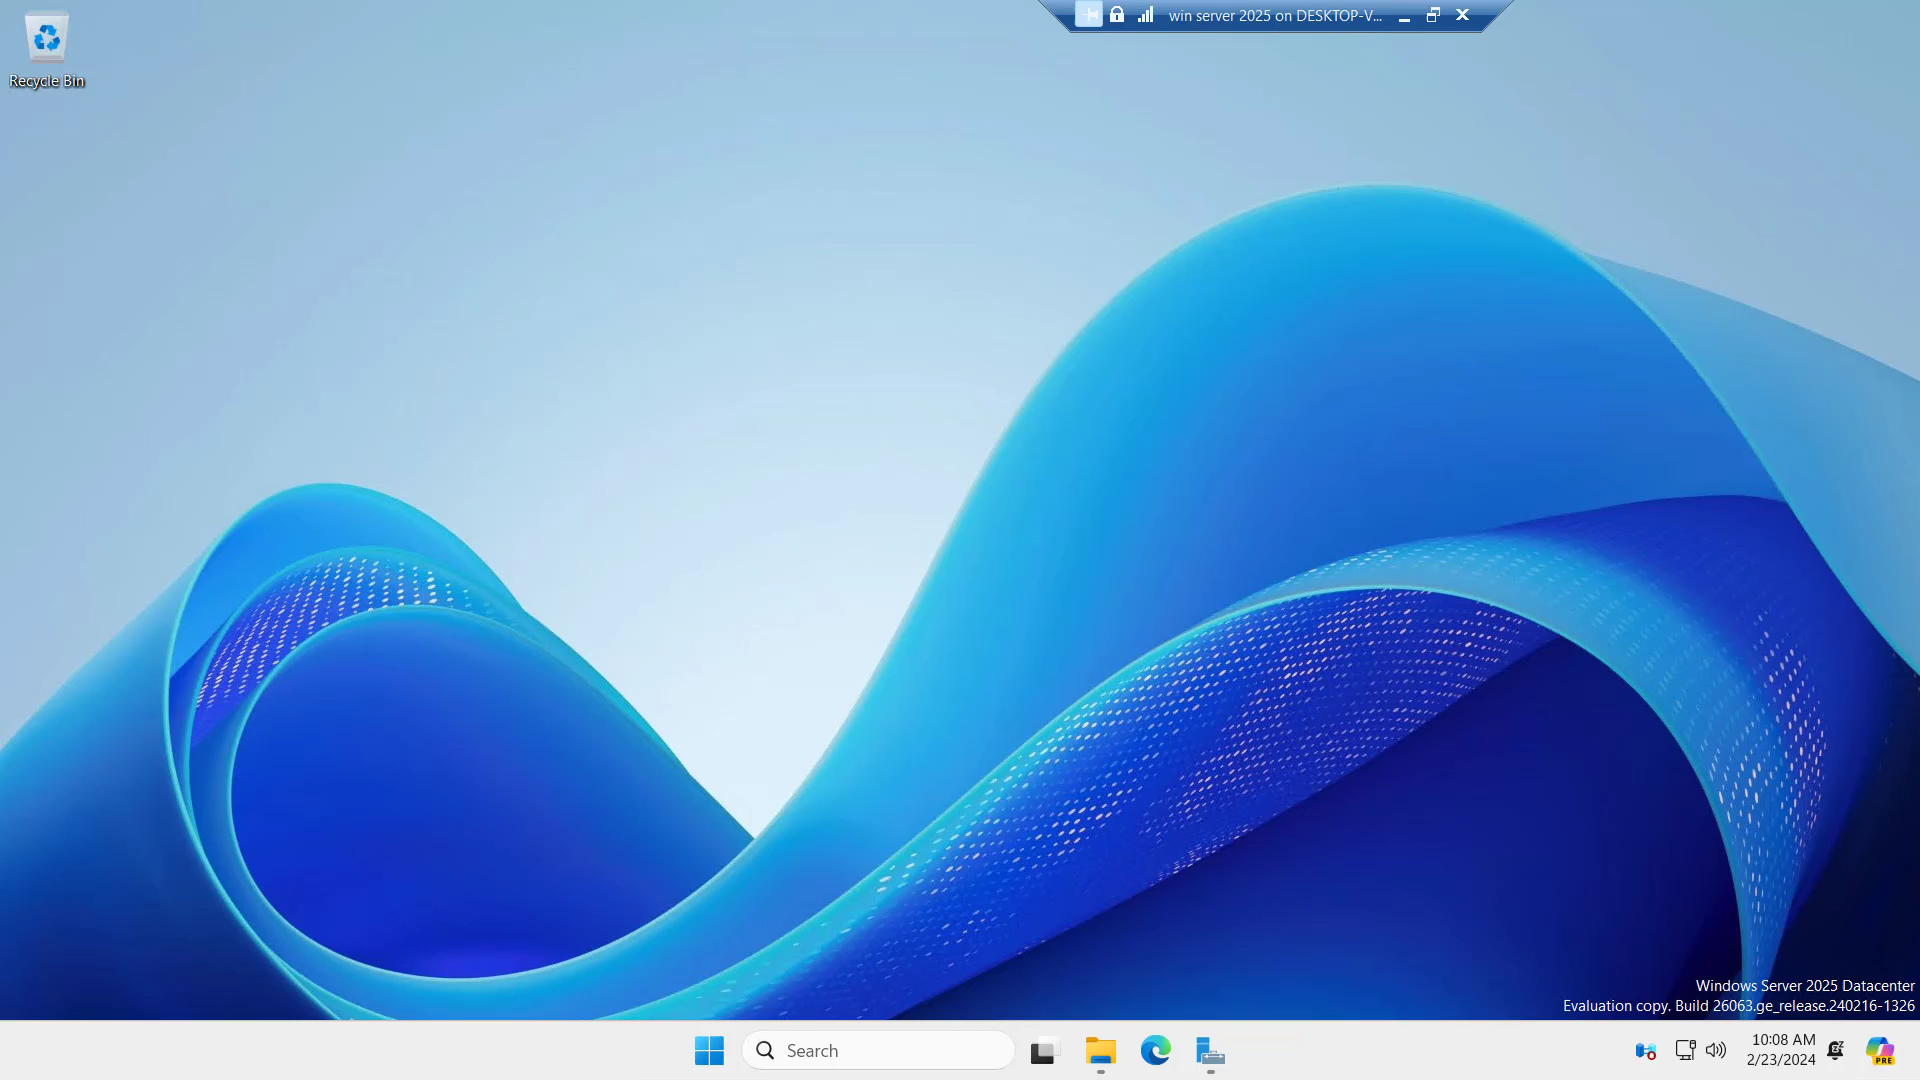 win server 2025 on DESKTOP-V...
Recycle Bin
Windows Server 2025 Datacenter
Evaluation copy. Build 26063.ge_release.240216-1326
Search
10:08 AM
2/23/2024
PRE